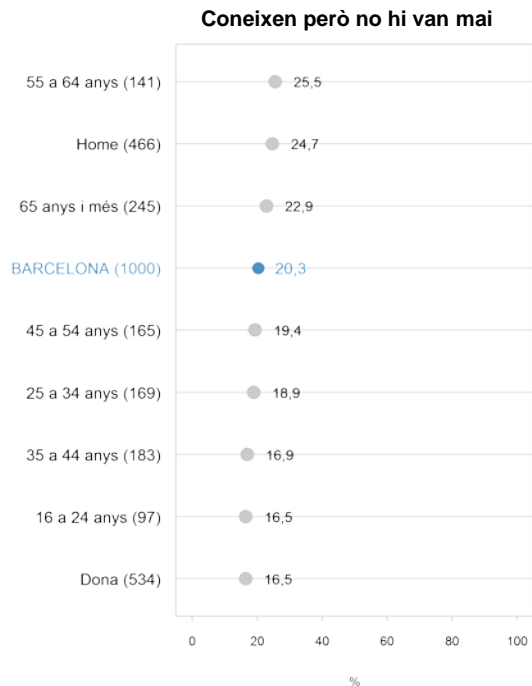 Coneixen però no hi van mai
55 a 64 anys (141) 25,5
Home (466) 24,7
65 anys i més (245) 22,9
BARCELONA (1000) 20,3
45 a 54 anys (165) 19,4
25 a 34 anys (169) 18,9
35 a 44 anys (183) 16,9
16 a 24 anys (97) 16,5
Dona (534) 16,5
0 20 40 60 80 100
%